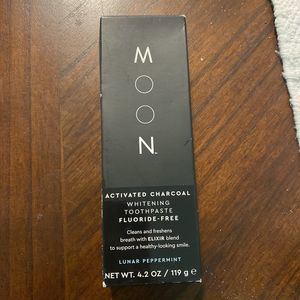 MOON™
ACTIVATED CHARCOAL
WHITENING
TOOTHPASTE
FLUORIDE-FREE
Cleans and freshens
breath with ELIXIR blend
to support a healthy-looking smile.
LUNAR PEPPERMINT
NET WT. 4.2 OZ / 119 g ℮